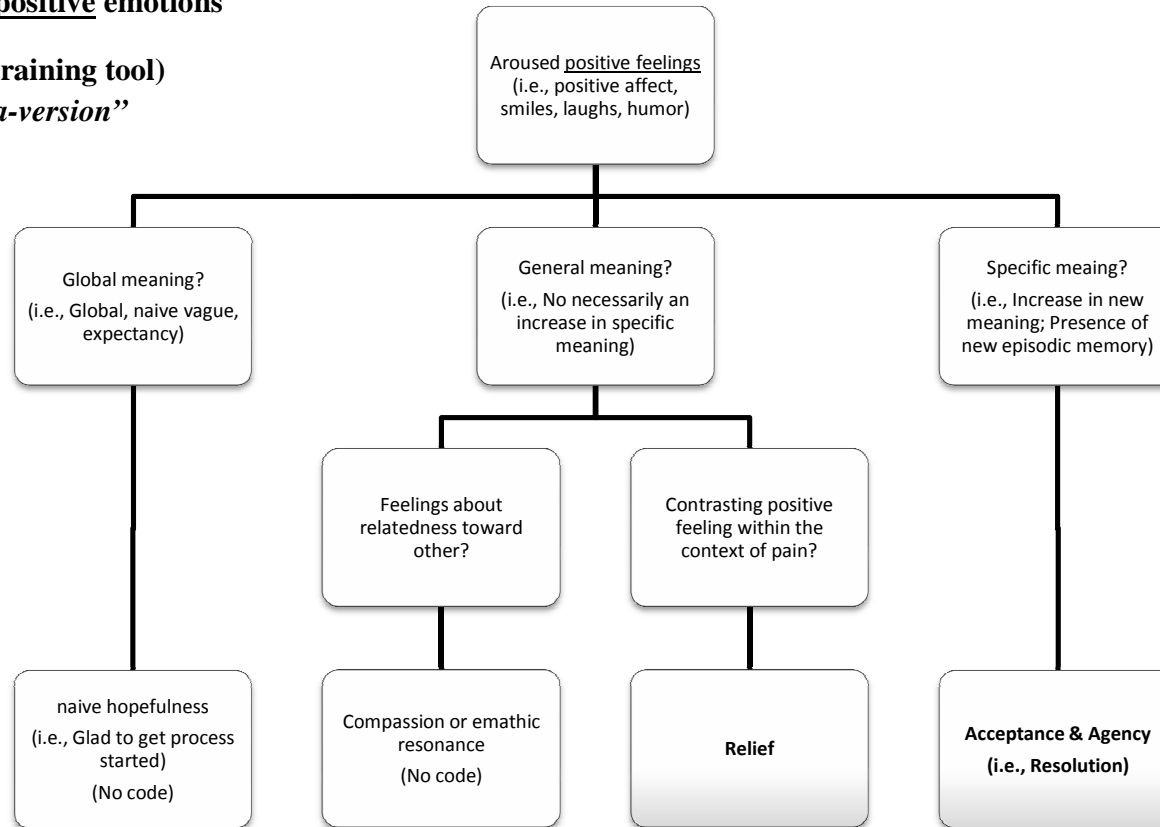 positive emotions
raining tool)
a-version”
Aroused positive feelings
(i.e., positive affect,
smiles, laughs, humor)
Global meaning?
(i.e., Global, naive vague,
expectancy)
General meaning?
(i.e., No necessarily an
increase in specific
meaning)
Specific meaing?
(i.e., Increase in new
meaning; Presence of
new episodic memory)
Feelings about
relatedness toward
other?
Contrasting positive
feeling within the
context of pain?
naive hopefulness
(i.e., Glad to get process
started)
(No code)
Compassion or emathic
resonance
(No code)
Relief
Acceptance & Agency
(i.e., Resolution)